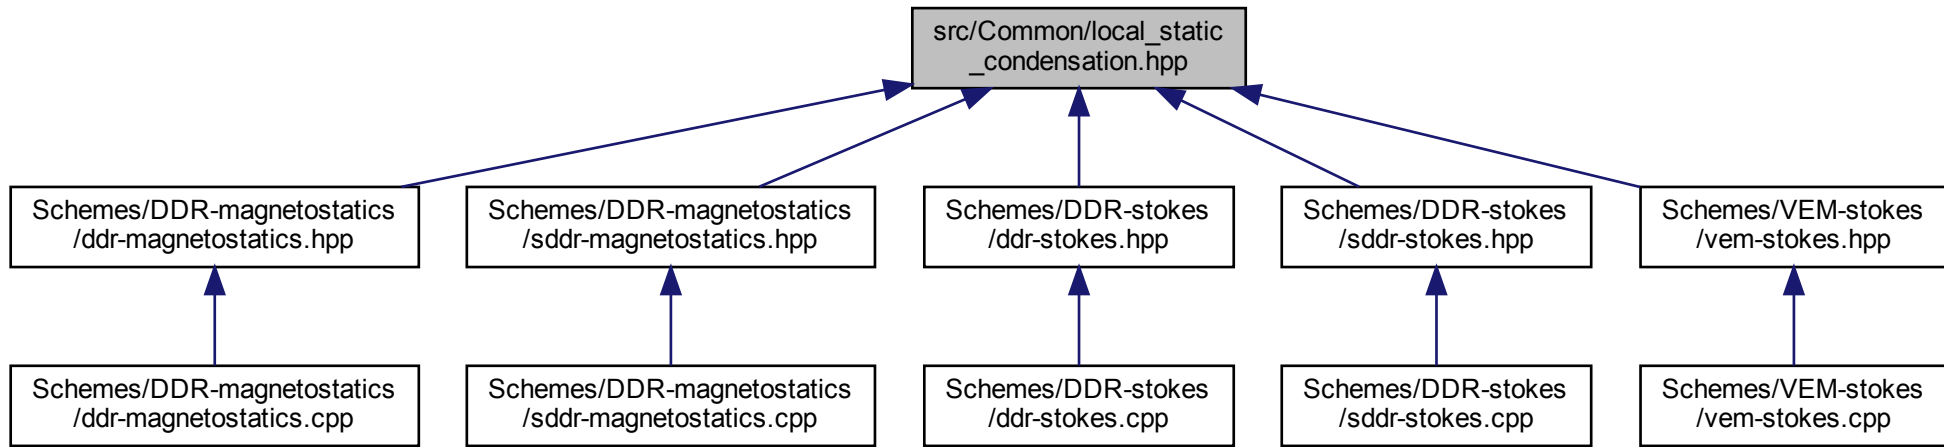 src/Common/local_static
_condensation.hpp
Schemes/DDR-magnetostatics
/ddr-magnetostatics.hpp
Schemes/DDR-magnetostatics
/sddr-magnetostatics.hpp
Schemes/DDR-stokes
/ddr-stokes.hpp
Schemes/DDR-stokes
/sddr-stokes.hpp
Schemes/VEM-stokes
/vem-stokes.hpp
Schemes/DDR-magnetostatics
/ddr-magnetostatics.cpp
Schemes/DDR-magnetostatics
/sddr-magnetostatics.cpp
Schemes/DDR-stokes
/ddr-stokes.cpp
Schemes/DDR-stokes
/sddr-stokes.cpp
Schemes/VEM-stokes
/vem-stokes.cpp